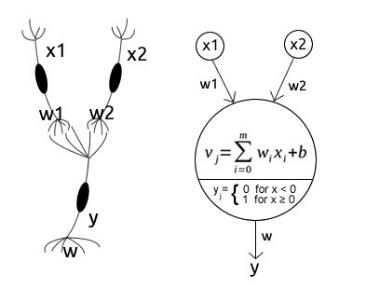 x1
x2
w1
w2
y
w
x1
x2
w1
w2
v_j=∑_{i=0}^{m} w_i x_i+b
y_i = { 0 for x < 0
1 for x ≥ 0
w
y